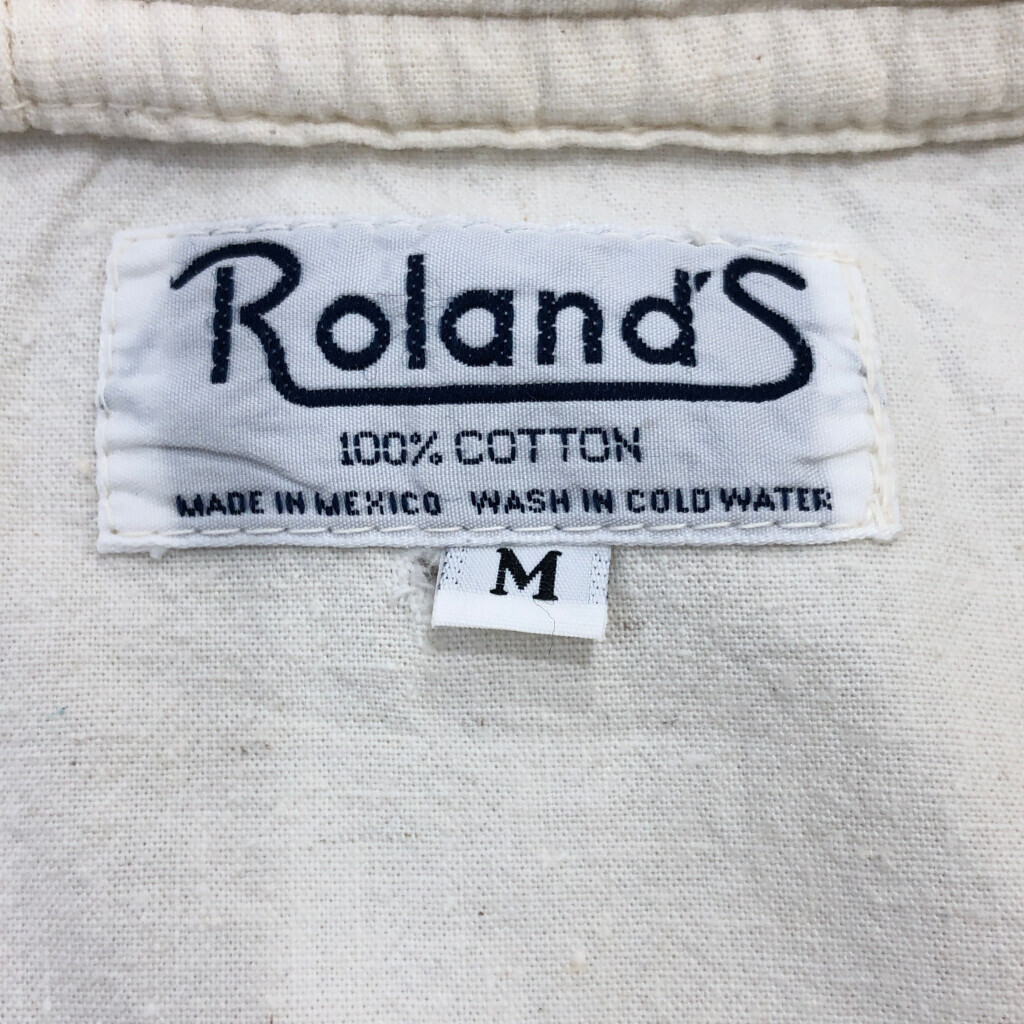 Roland'S
100% COTTON
MADE IN MEXICO WASH IN COLD WATER
M